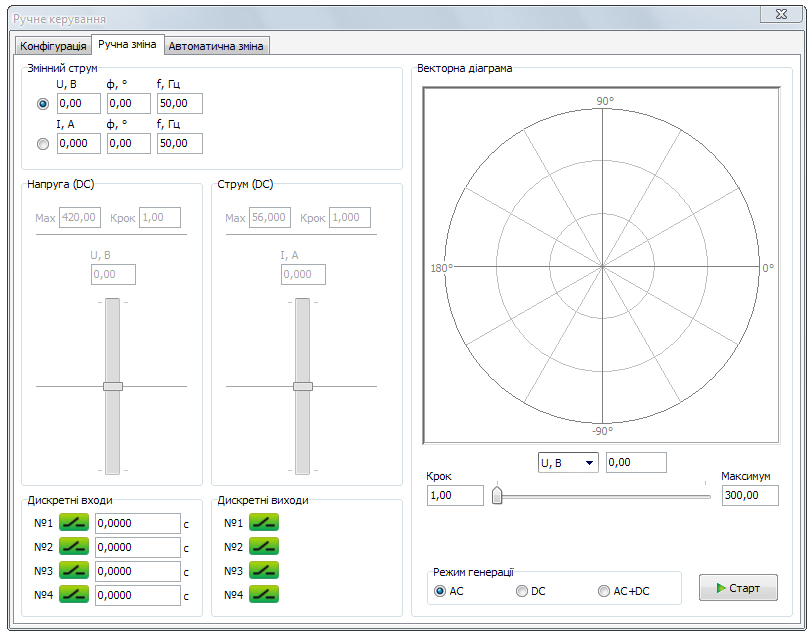 Ручне керування
Конфігурація Ручна зміна Автоматична зміна
Змінний струм
U, В ф, ° f, Гц
0,00 0,00 50,00
I, А ф, ° f, Гц
0,000 0,00 50,00
Напруга (DC)
Max 420,00 Крок 1,00
U, В
0,00
Струм (DC)
Max 56,000 Крок 1,000
I, А
0,000
Дискретні входи
№1 0,0000 с
№2 0,0000 с
№3 0,0000 с
№4 0,0000 с
Дискретні виходи
№1
№2
№3
№4
Векторна діаграма
90°
180° 0°
-90°
U, В 0,00
Крок Максимум
1,00 300,00
Режим генерації
AC DC AC+DC
Старт